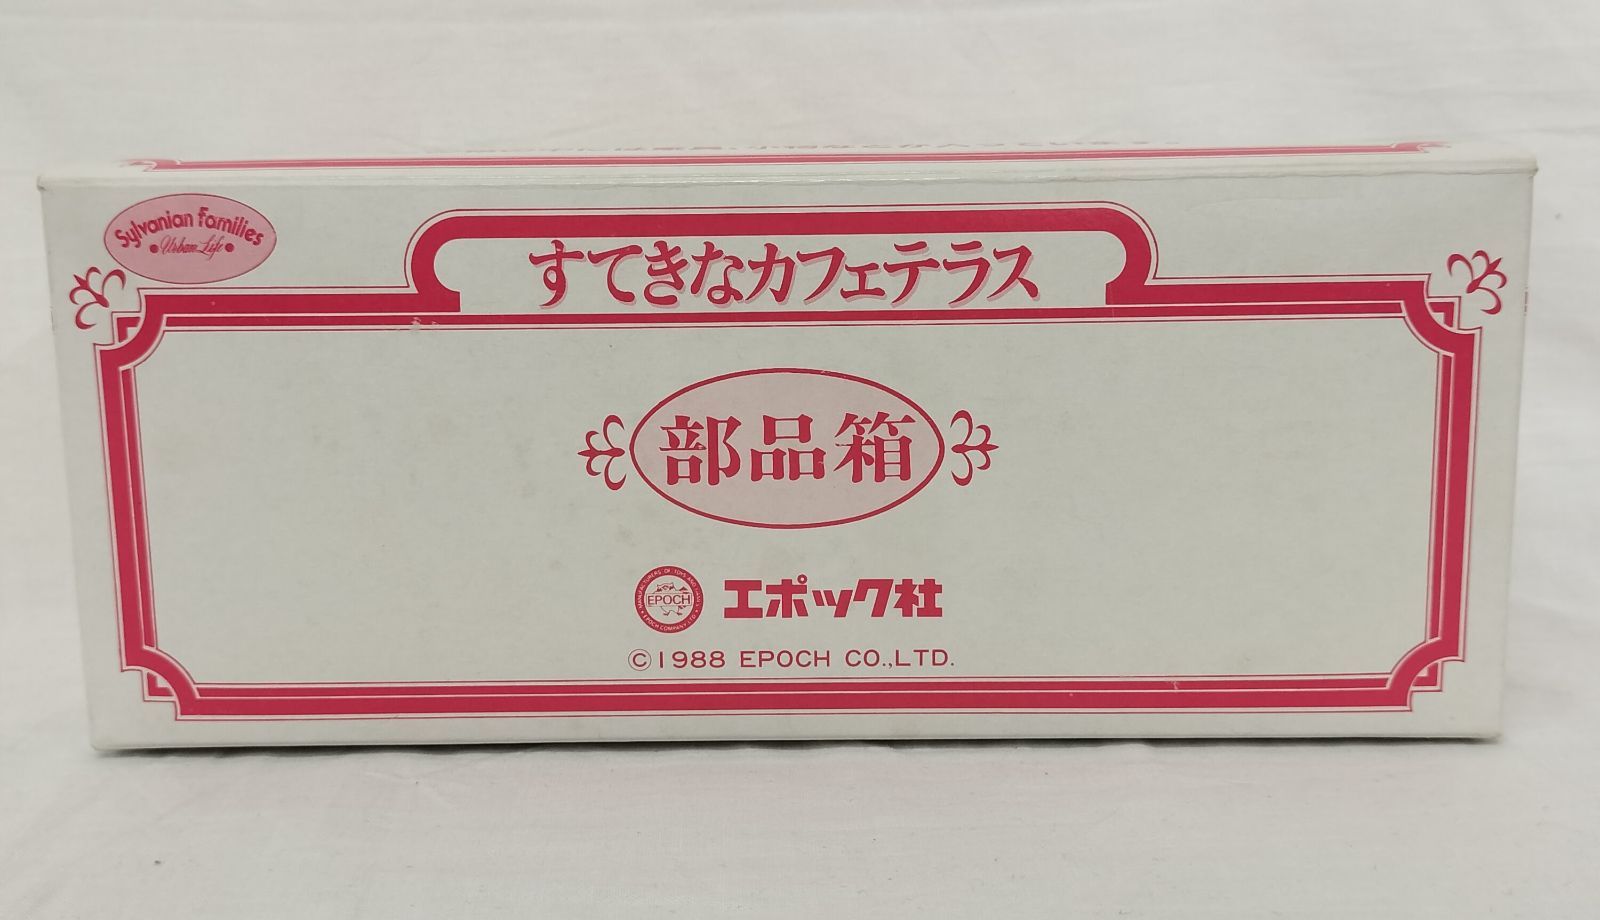 Sylvanian Families
Urban Life
すてきなカフェテラス
部品箱
EPOCH
エポック社
©1988 EPOCH CO.,LTD.